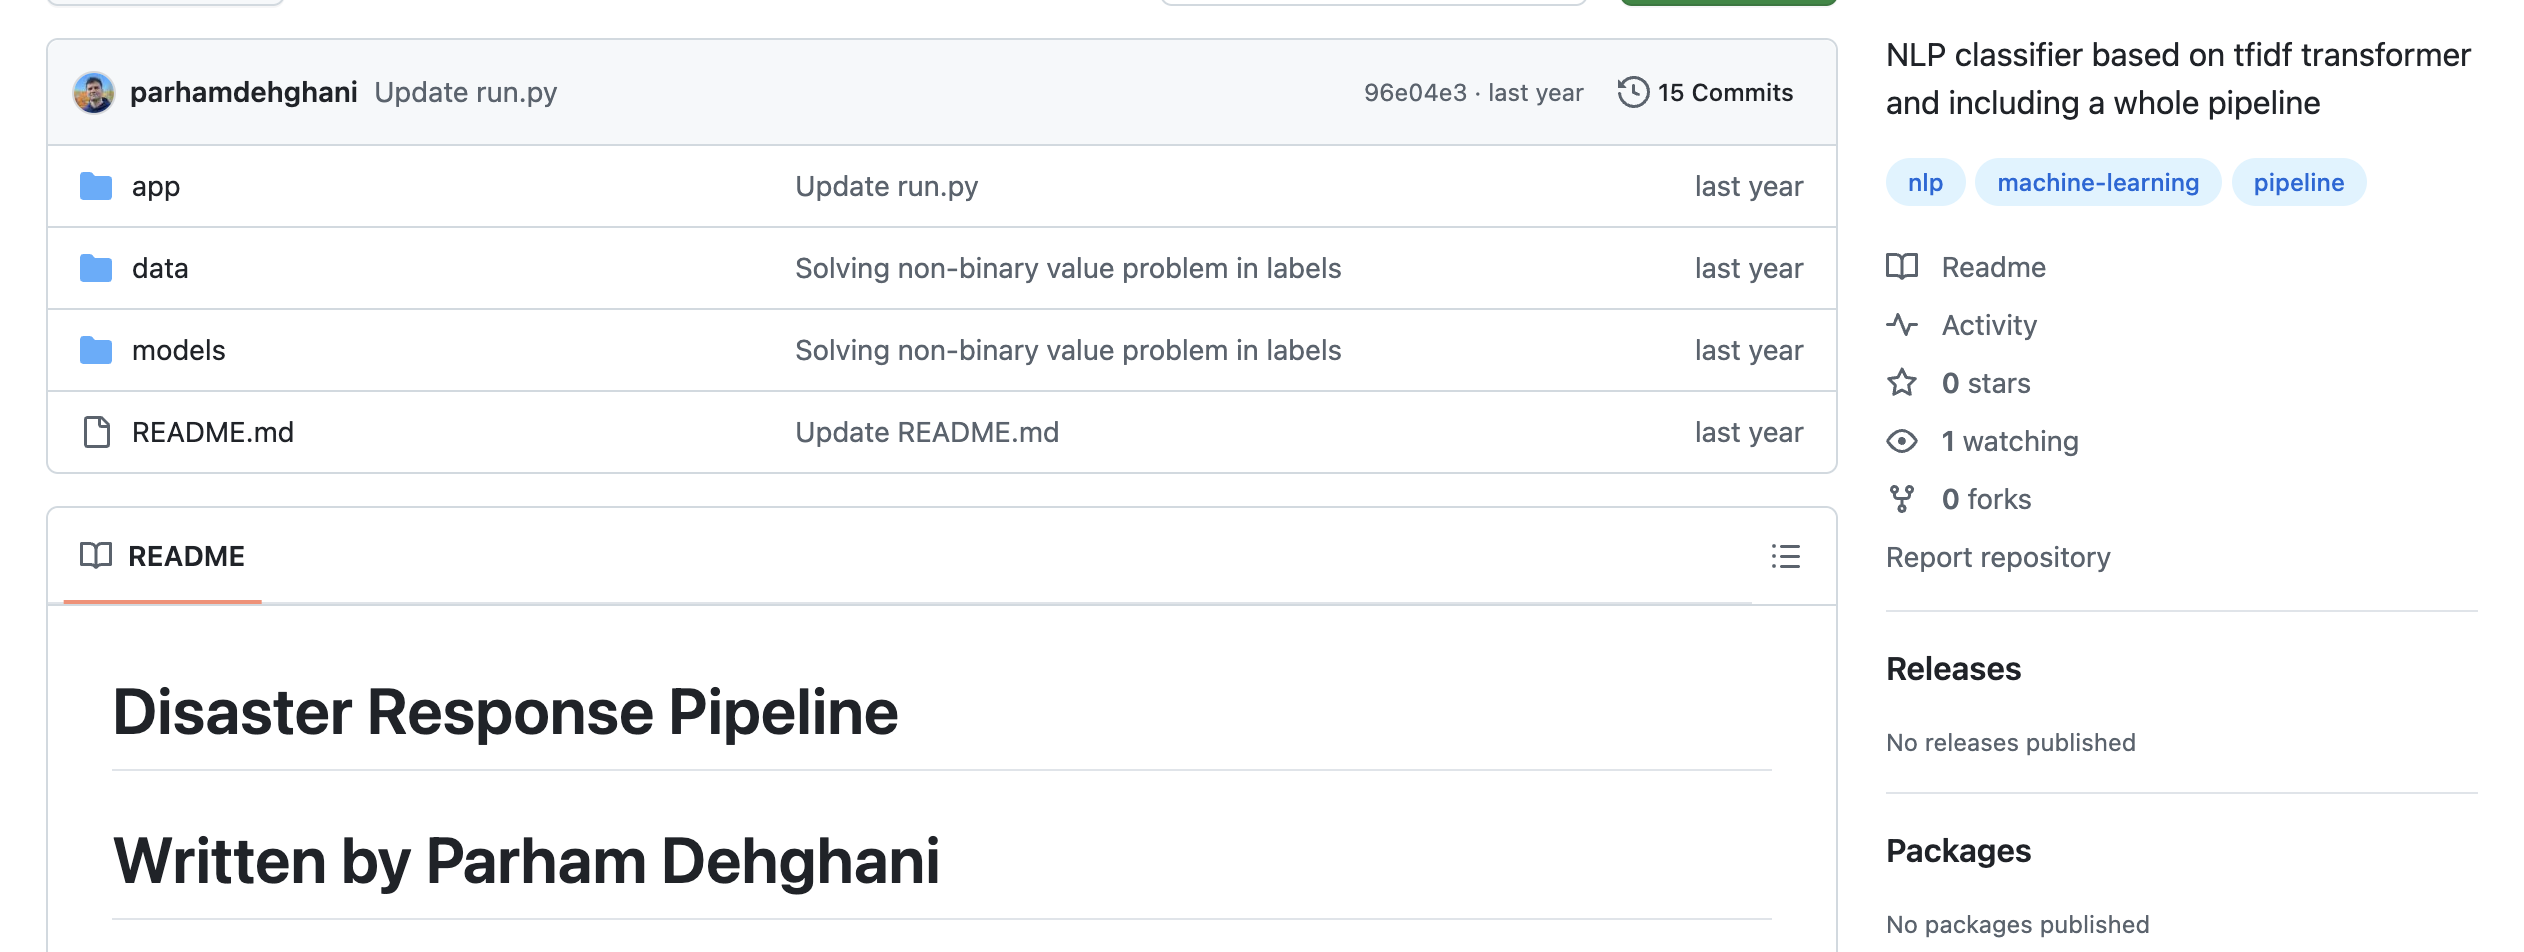 parhamdehghani Update run.py 96e04e3 · last year 15 Commits
app Update run.py last year
data Solving non-binary value problem in labels last year
models Solving non-binary value problem in labels last year
README.md Update README.md last year
README
Disaster Response Pipeline
Written by Parham Dehghani
NLP classifier based on tfidf transformer
and including a whole pipeline
nlp machine-learning pipeline
Readme
Activity
0 stars
1 watching
0 forks
Report repository
Releases
No releases published
Packages
No packages published